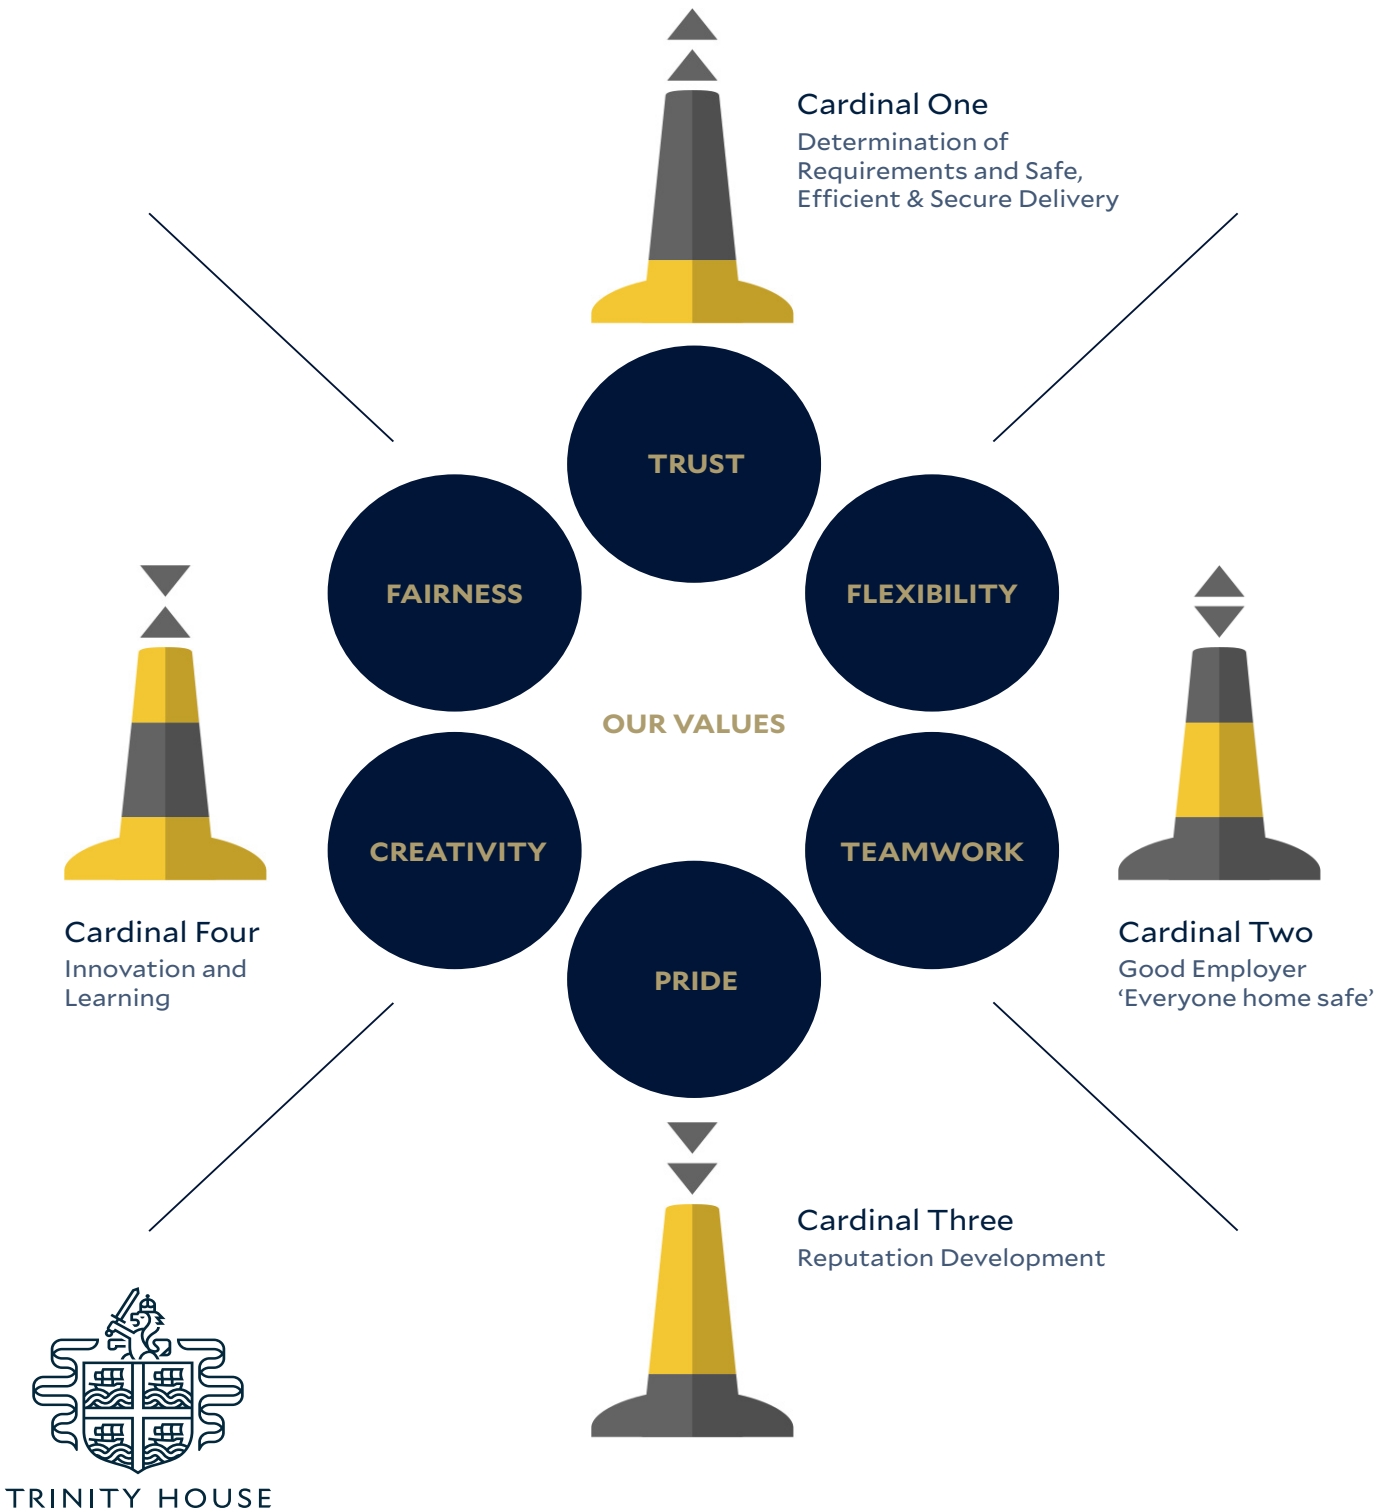 Cardinal One
Determination of
Requirements and Safe,
Efficient & Secure Delivery
TRUST
FAIRNESS
FLEXIBILITY
OUR VALUES
CREATIVITY
TEAMWORK
PRIDE
Cardinal Four
Innovation and
Learning
Cardinal Two
Good Employer
‘Everyone home safe’
Cardinal Three
Reputation Development
TRINITY HOUSE